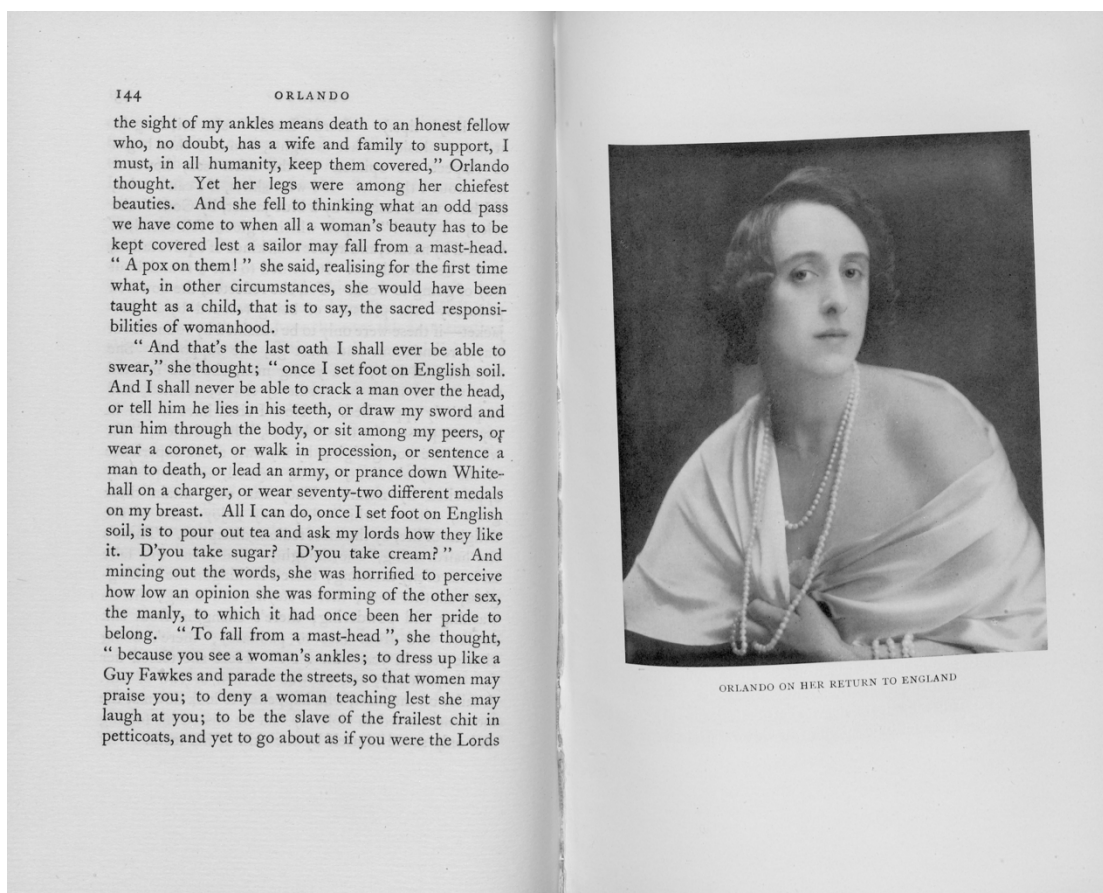 144 ORLANDO
the sight of my ankles means death to an honest fellow
who, no doubt, has a wife and family to support, I
must, in all humanity, keep them covered,” Orlando
thought. Yet her legs were among her chiefest
beauties. And she fell to thinking what an odd pass
we have come to when all a woman’s beauty has to be
kept covered lest a sailor may fall from a mast-head.
“ A pox on them! ” she said, realising for the first time
what, in other circumstances, she would have been
taught as a child, that is to say, the sacred responsi-
bilities of womanhood.
“ And that’s the last oath I shall ever be able to
swear,” she thought; “ once I set foot on English soil.
And I shall never be able to crack a man over the head,
or tell him he lies in his teeth, or draw my sword and
run him through the body, or sit among my peers, or
wear a coronet, or walk in procession, or sentence a
man to death, or lead an army, or prance down White-
hall on a charger, or wear seventy-two different medals
on my breast. All I can do, once I set foot on English
soil, is to pour out tea and ask my lords how they like
it. D’you take sugar? D’you take cream? ” And
mincing out the words, she was horrified to perceive
how low an opinion she was forming of the other sex,
the manly, to which it had once been her pride to
belong. “ To fall from a mast-head ”, she thought,
“ because you see a woman’s ankles; to dress up like a
Guy Fawkes and parade the streets, so that women may
praise you; to deny a woman teaching lest she may
laugh at you; to be the slave of the frailest chit in
petticoats, and yet to go about as if you were the Lords
ORLANDO ON HER RETURN TO ENGLAND